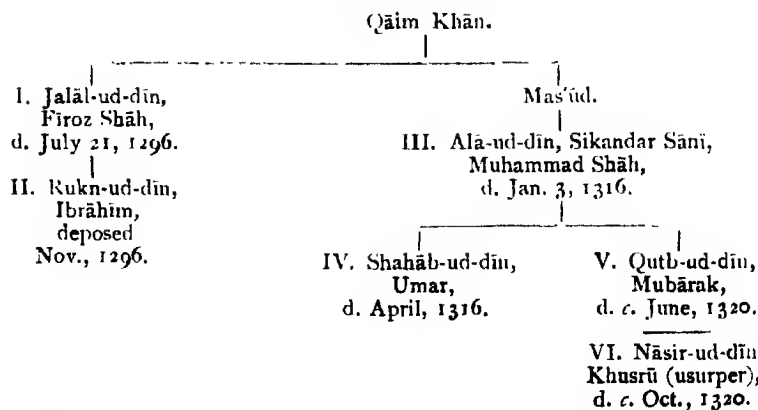 Qāim Khān.
I. Jalāl-ud-dīn,
Fīroz Shāh,
d. July 21, 1296.
II. Rukn-ud-dīn,
Ibrāhīm,
deposed
Nov., 1296.
Mas'ūd.
III. Alā-ud-dīn, Sikandar Sānī,
Muhammad Shāh,
d. Jan. 3, 1316.
IV. Shahāb-ud-dīn,
Umar,
d. April, 1316.
V. Qutb-ud-dīn,
Mubārak,
d. c. June, 1320.
VI. Nāsir-ud-dīn
Khusrū (usurper),
d. c. Oct., 1320.